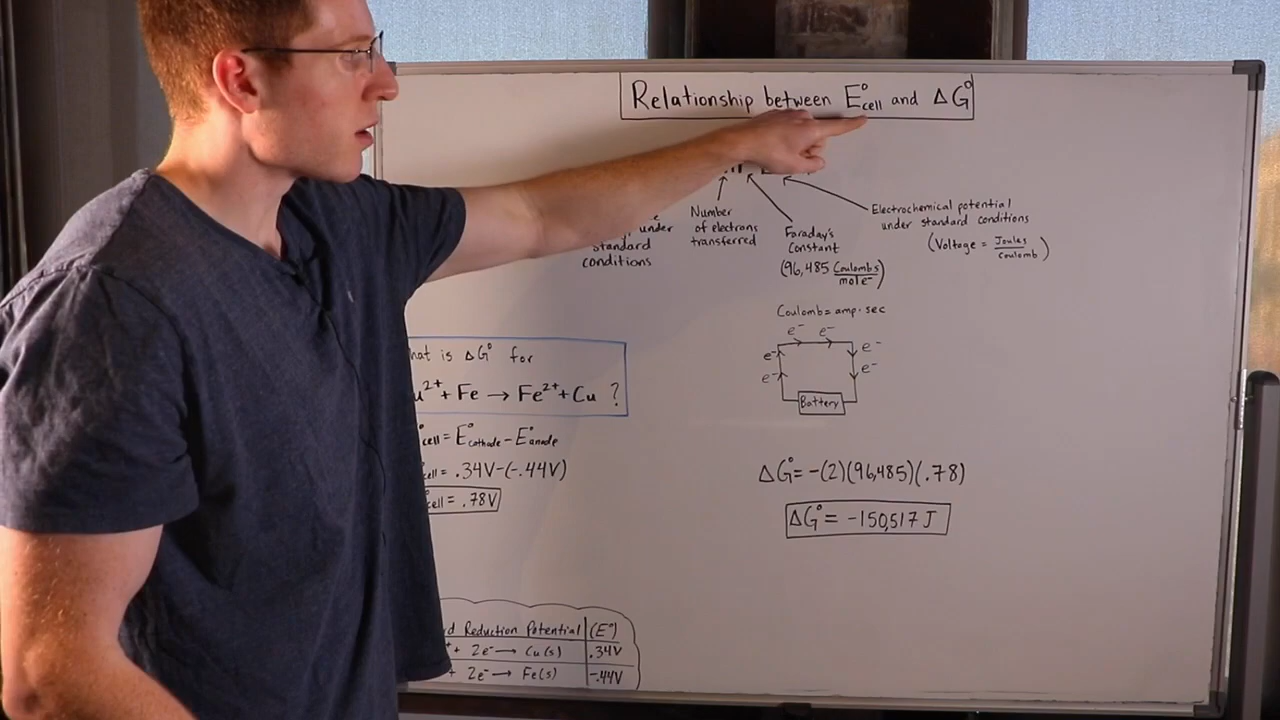 Relationship between E°cell and ΔG°
Number
of electrons
transferred
under
standard
conditions
Faraday's
Constant
(96,485 Coulombs/mole⁻)
Electrochemical potential
under standard conditions
(Voltage = Joules/coulomb)
Coulomb = amp·sec
e⁻ e⁻
e⁻ e⁻
e⁻ e⁻
Battery
hat is ΔG° for
u²⁺ + Fe → Fe²⁺ + Cu ?
cell = E°cathode - E°anode
cell = .34V-(-.44V)
cell = .78V
ΔG° = -(2)(96,485)(.78)
ΔG° = -150,517 J
d Reduction Potential (E°)
+ 2e⁻ → Cu(s) .34V
+ 2e⁻ → Fe(s) -.44V